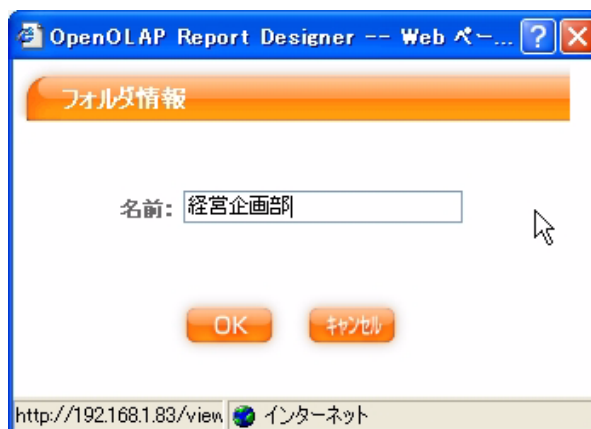 OpenOLAP Report Designer -- Web ペー...
フォルダ情報
名前: 経営企画部
OK キャンセル
http://192.168.1.83/view インターネット